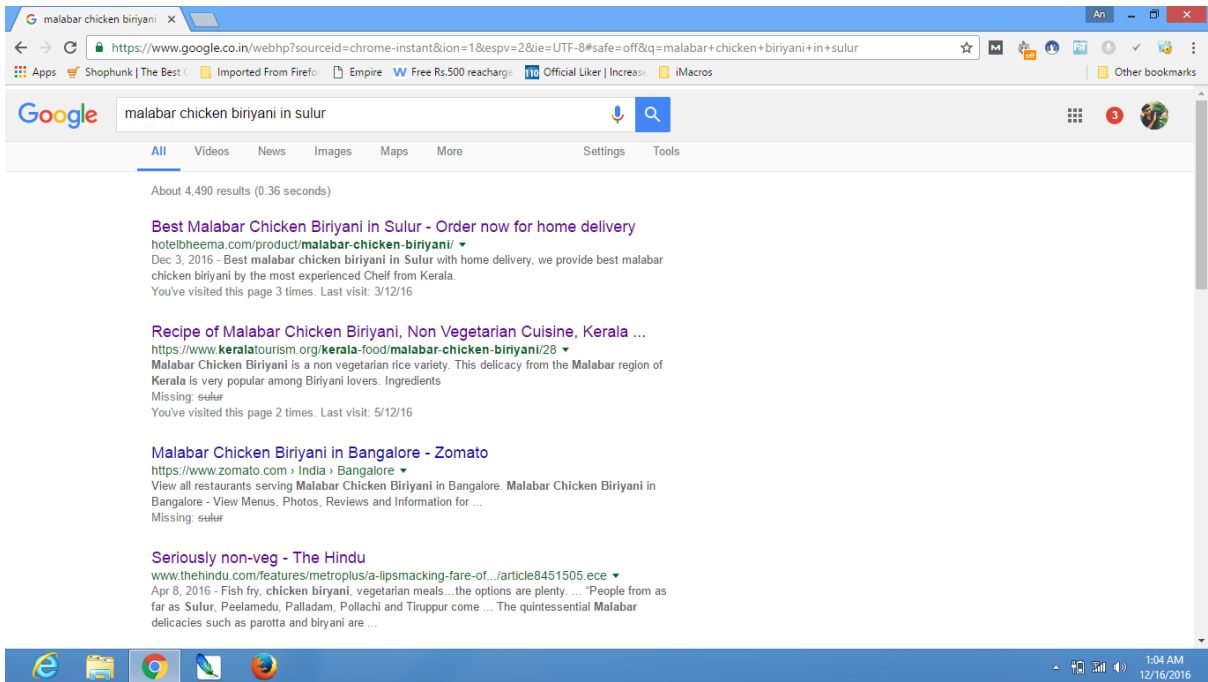 malabar chicken biriyani
An
https://www.google.co.in/webhp?sourceid=chrome-instant&ion=1&espv=2&ie=UTF-8#safe=off&q=malabar+chicken+biriyani+in+sulur
M
off
Apps
Shophunk | The Best
Imported From Firefo
Empire
W Free Rs.500 reacharge
110 Official Liker | Increase
iMacros
Other bookmarks
Google
malabar chicken biriyani in sulur
3
All Videos News Images Maps More Settings Tools
About 4,490 results (0.36 seconds)
Best Malabar Chicken Biriyani in Sulur - Order now for home delivery
hotelbheema.com/product/malabar-chicken-biriyani/
Dec 3, 2016 - Best malabar chicken biriyani in Sulur with home delivery, we provide best malabar
chicken biriyani by the most experienced Cheif from Kerala.
You've visited this page 3 times. Last visit: 3/12/16
Recipe of Malabar Chicken Biriyani, Non Vegetarian Cuisine, Kerala ...
https://www.keralatourism.org/kerala-food/malabar-chicken-biriyani/28
Malabar Chicken Biriyani is a non vegetarian rice variety. This delicacy from the Malabar region of
Kerala is very popular among Biriyani lovers. Ingredients
Missing: sulur
You've visited this page 2 times. Last visit: 5/12/16
Malabar Chicken Biriyani in Bangalore - Zomato
https://www.zomato.com › India › Bangalore
View all restaurants serving Malabar Chicken Biriyani in Bangalore. Malabar Chicken Biriyani in
Bangalore - View Menus, Photos, Reviews and Information for ...
Missing: sulur
Seriously non-veg - The Hindu
www.thehindu.com/features/metroplus/a-lipsmacking-fare-of.../article8451505.ece
Apr 8, 2016 - Fish fry, chicken biryani, vegetarian meals…the options are plenty. ... "People from as
far as Sulur, Peelamedu, Palladam, Pollachi and Tiruppur come ... The quintessential Malabar
delicacies such as parotta and biryani are ...
1:04 AM
12/16/2016